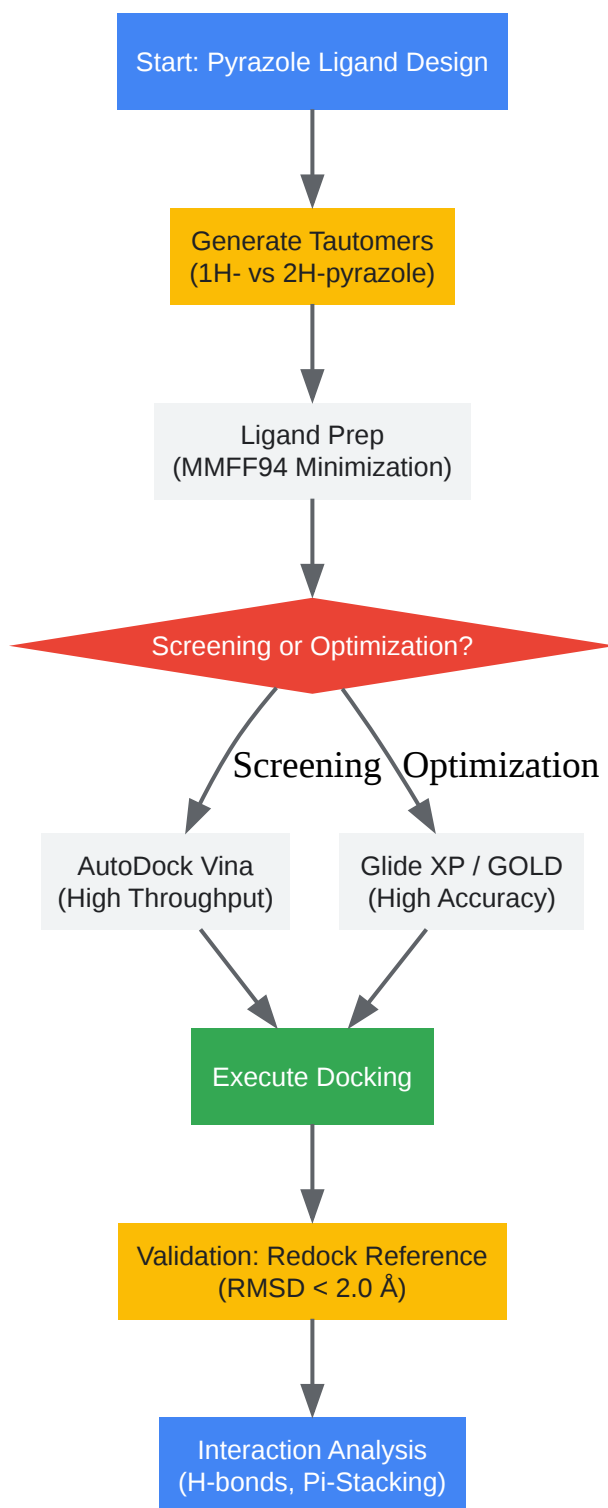 Start: Pyrazole Ligand Design
Generate Tautomers
(1H- vs 2H-pyrazole)
Ligand Prep
(MMFF94 Minimization)
Screening or Optimization?
Screening
Optimization
AutoDock Vina
(High Throughput)
Glide XP / GOLD
(High Accuracy)
Execute Docking
Validation: Redock Reference
(RMSD < 2.0 Å)
Interaction Analysis
(H-bonds, Pi-Stacking)